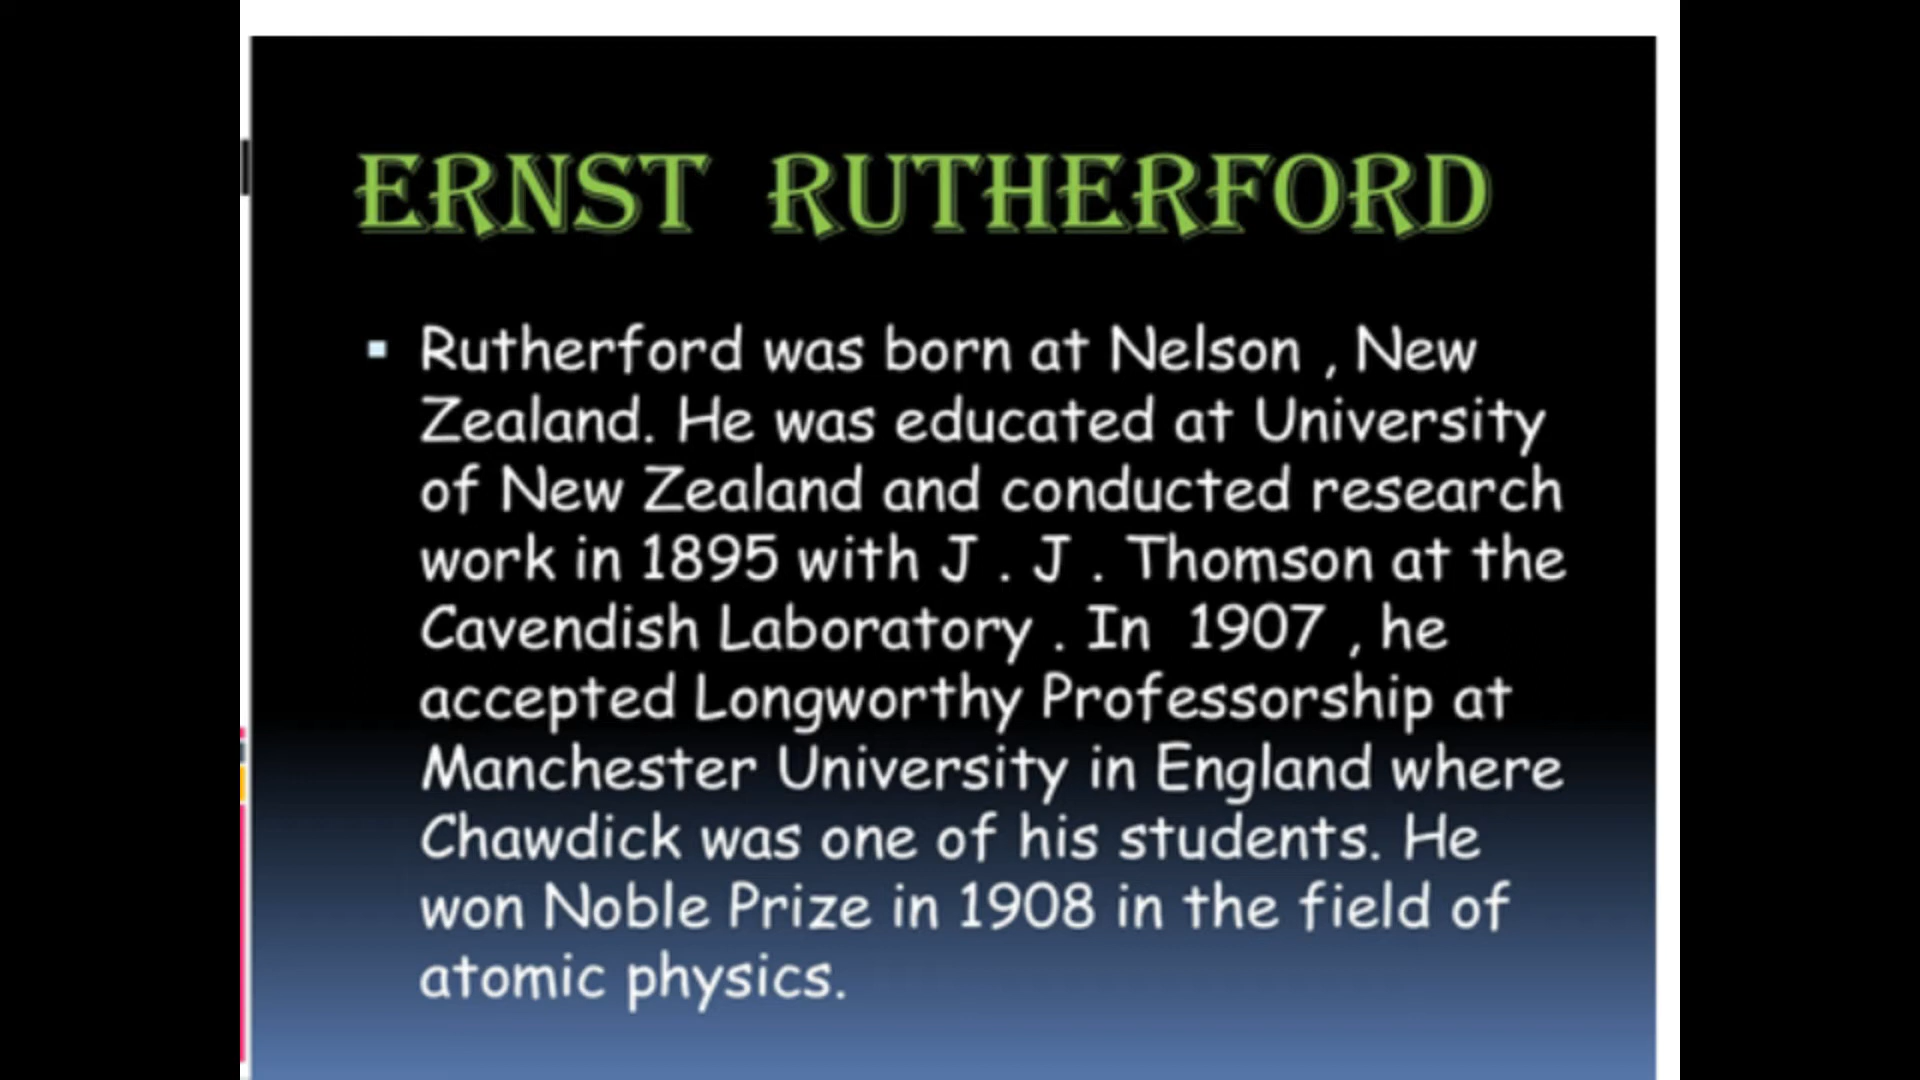 ERNST RUTHERFORD
▪ Rutherford was born at Nelson , New
Zealand. He was educated at University
of New Zealand and conducted research
work in 1895 with J . J . Thomson at the
Cavendish Laboratory . In 1907 , he
accepted Longworthy Professorship at
Manchester University in England where
Chawdick was one of his students. He
won Noble Prize in 1908 in the field of
atomic physics.